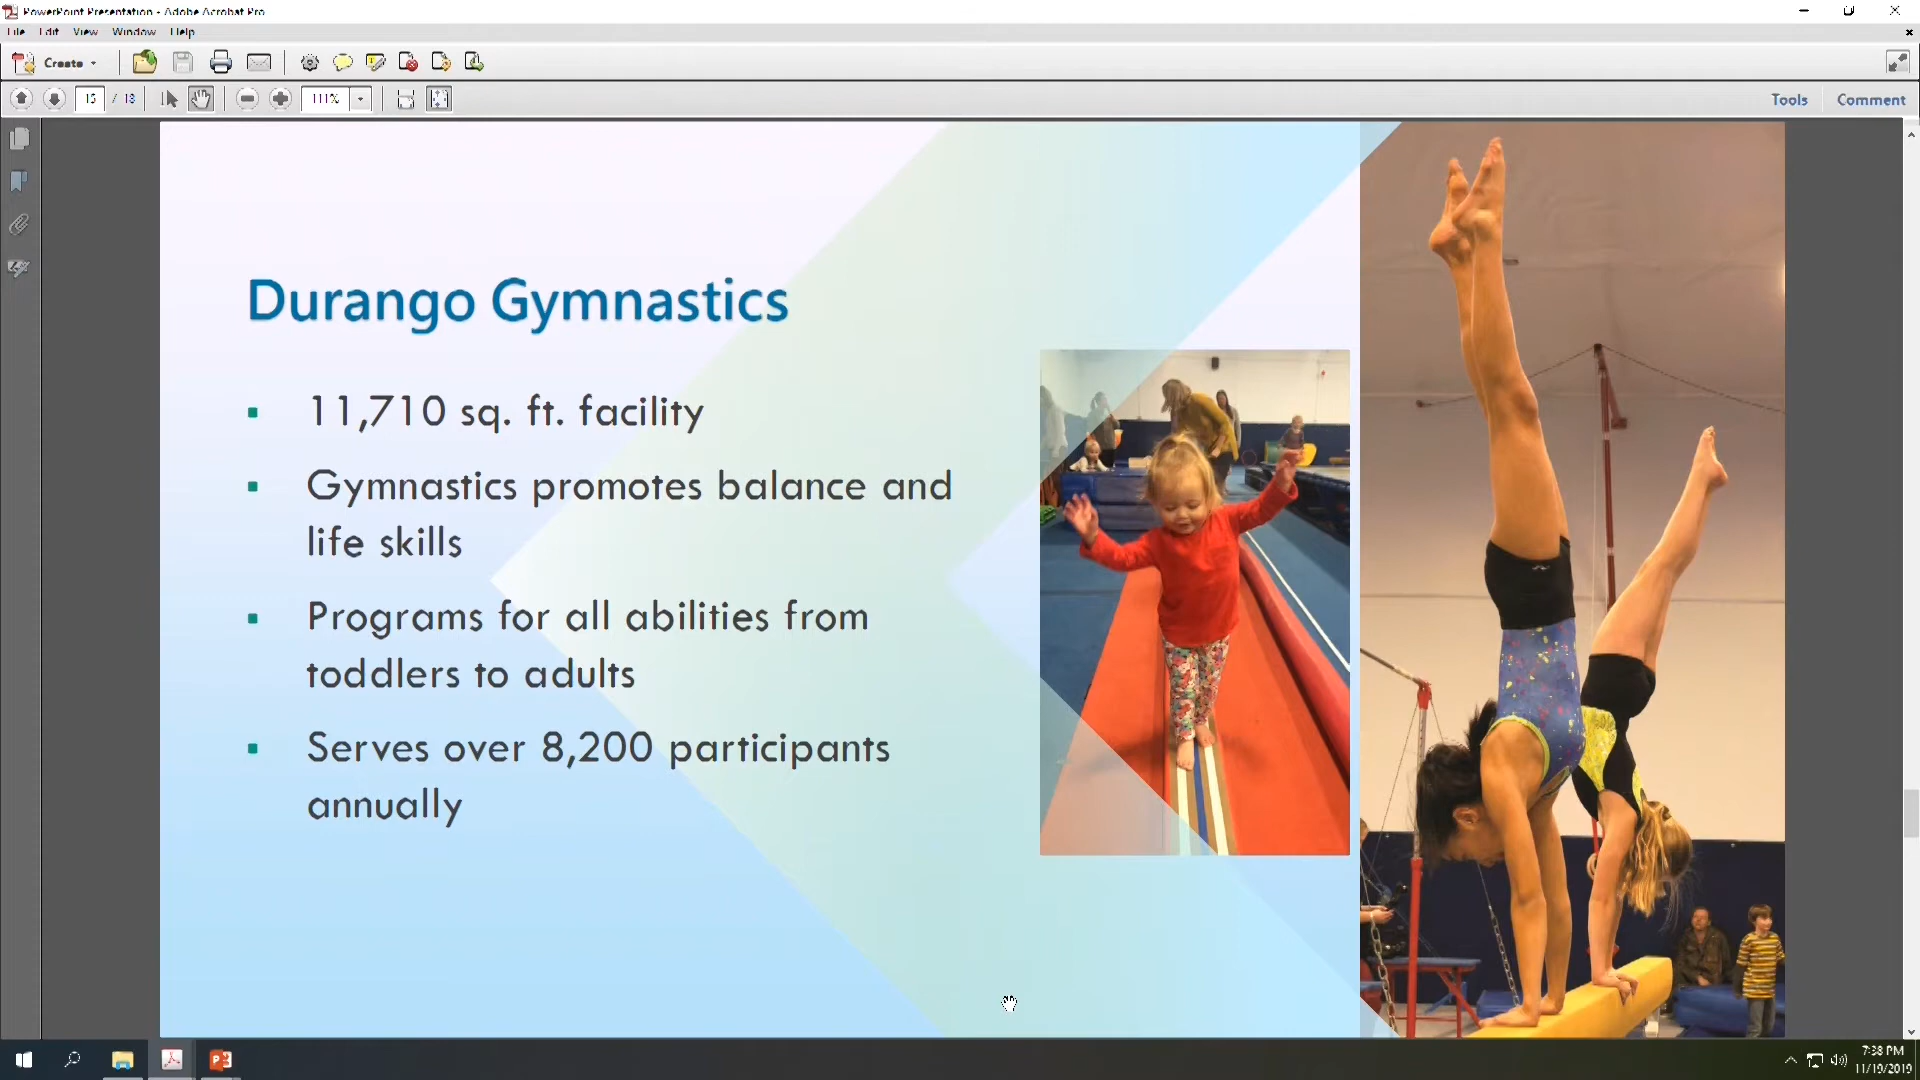 PowerPoint Presentation - Adobe Acrobat Pro
File Edit View Window Help
Create
15 / 18
111%
Tools Comment
Durango Gymnastics
▪ 11,710 sq. ft. facility
▪ Gymnastics promotes balance and
life skills
▪ Programs for all abilities from
toddlers to adults
▪ Serves over 8,200 participants
annually
7:38 PM
11/19/2019